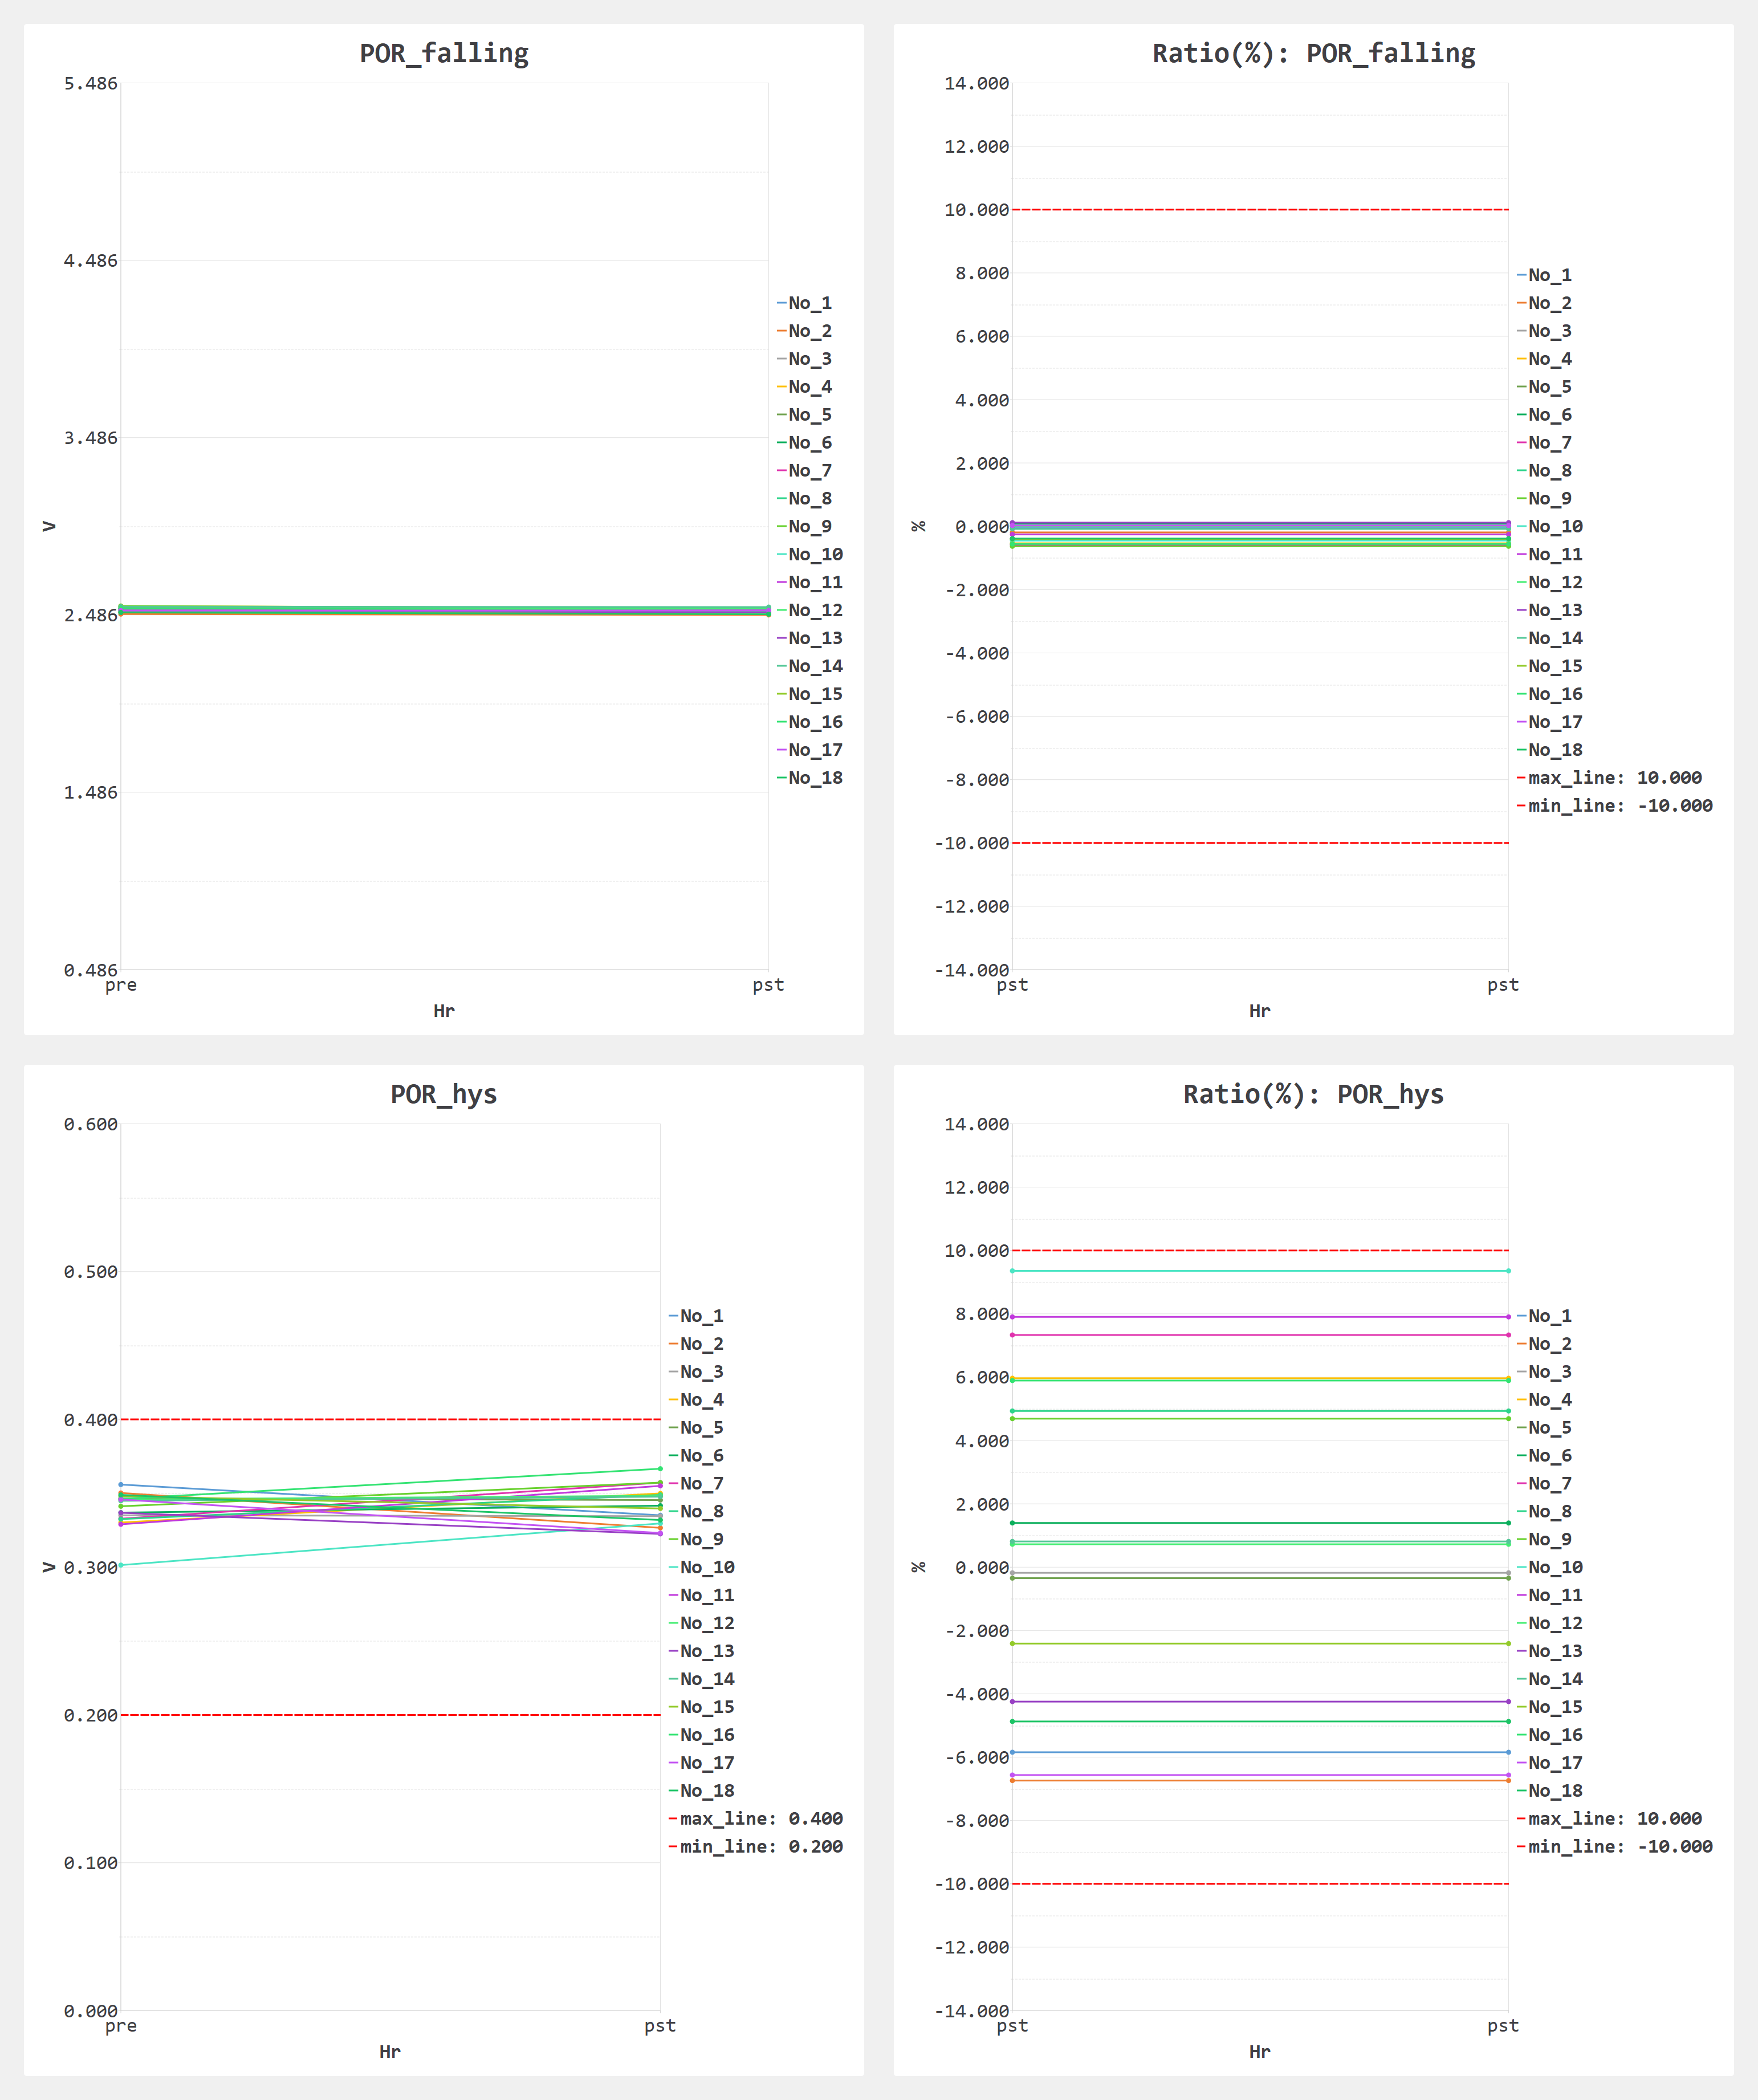 POR_falling
5.486
4.486
3.486
2.486
1.486
0.486
V
pre
pst
Hr
No_1
No_2
No_3
No_4
No_5
No_6
No_7
No_8
No_9
No_10
No_11
No_12
No_13
No_14
No_15
No_16
No_17
No_18
Ratio(%): POR_falling
14.000
12.000
10.000
8.000
6.000
4.000
2.000
0.000
-2.000
-4.000
-6.000
-8.000
-10.000
-12.000
-14.000
%
pst
pst
Hr
No_1
No_2
No_3
No_4
No_5
No_6
No_7
No_8
No_9
No_10
No_11
No_12
No_13
No_14
No_15
No_16
No_17
No_18
max_line: 10.000
min_line: -10.000
POR_hys
0.600
0.500
0.400
0.300
0.200
0.100
0.000
V
pre
pst
Hr
No_1
No_2
No_3
No_4
No_5
No_6
No_7
No_8
No_9
No_10
No_11
No_12
No_13
No_14
No_15
No_16
No_17
No_18
max_line: 0.400
min_line: 0.200
Ratio(%): POR_hys
14.000
12.000
10.000
8.000
6.000
4.000
2.000
0.000
-2.000
-4.000
-6.000
-8.000
-10.000
-12.000
-14.000
%
pst
pst
Hr
No_1
No_2
No_3
No_4
No_5
No_6
No_7
No_8
No_9
No_10
No_11
No_12
No_13
No_14
No_15
No_16
No_17
No_18
max_line: 10.000
min_line: -10.000